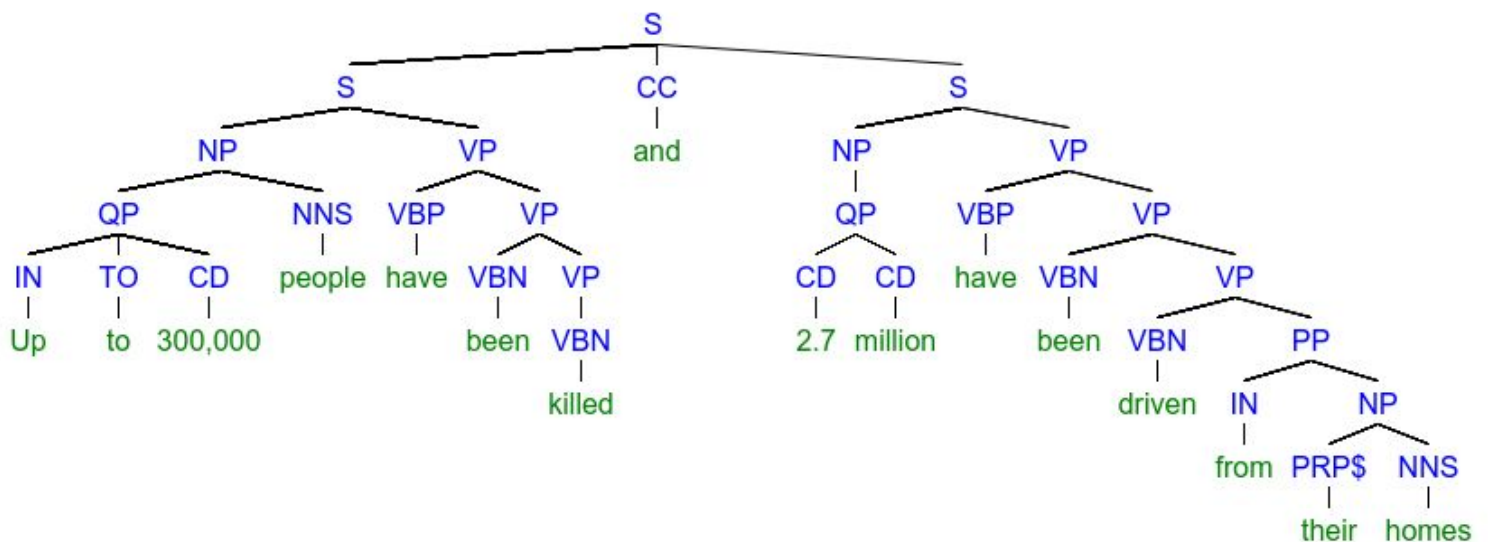 S
S CC S
NP VP and NP VP
QP NNS VBP VP QP VBP VP
IN TO CD people have VBN VP CD CD have VBN VP
Up to 300,000 been VBN 2.7 million been VBN PP
killed driven IN NP
from PRP$ NNS
their homes